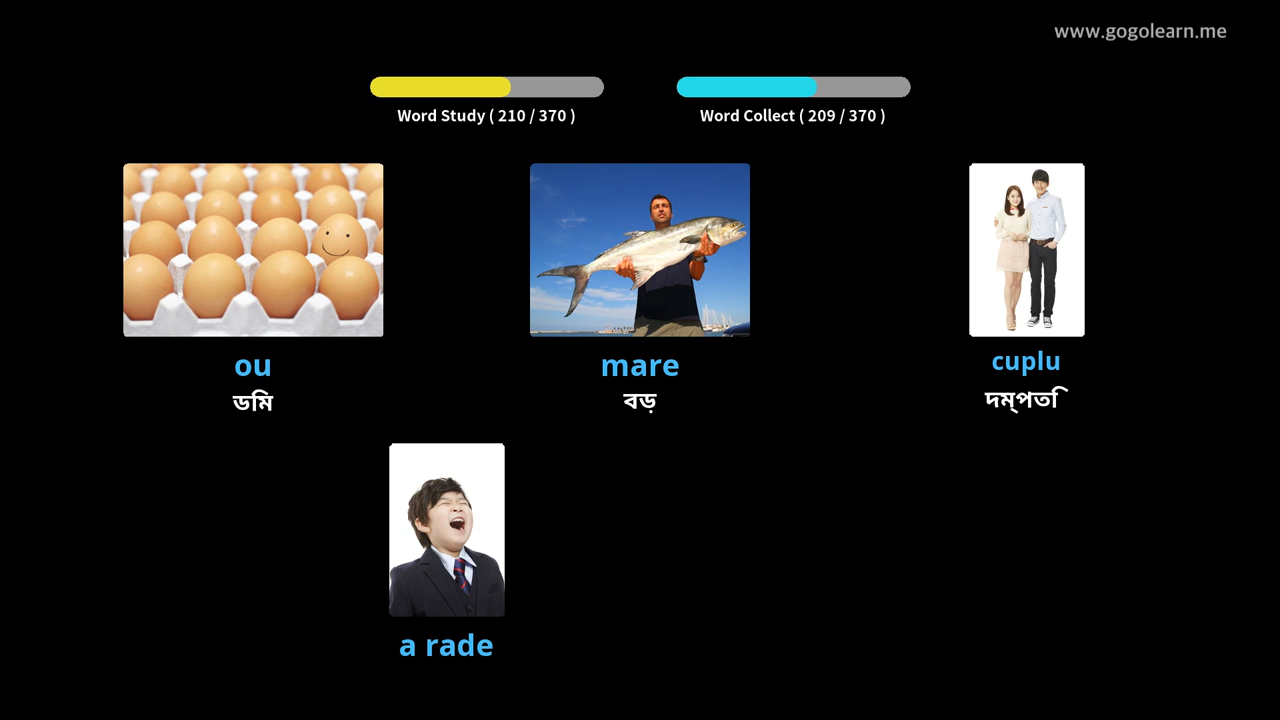 www.gogolearn.me
Word Study ( 210 / 370 )
Word Collect ( 209 / 370 )
ou
ডিম
mare
বড়
cuplu
দম্পতি
a rade